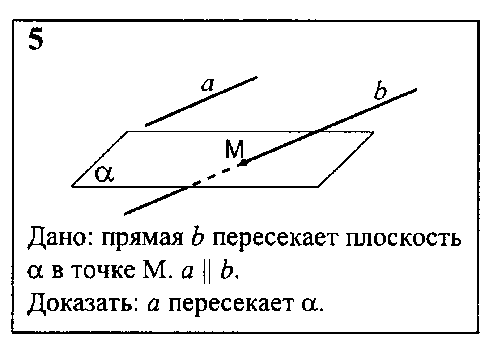 5
a
b
M
α
Дано: прямая b пересекает плоскость
α в точке М. a || b.
Доказать: a пересекает α.